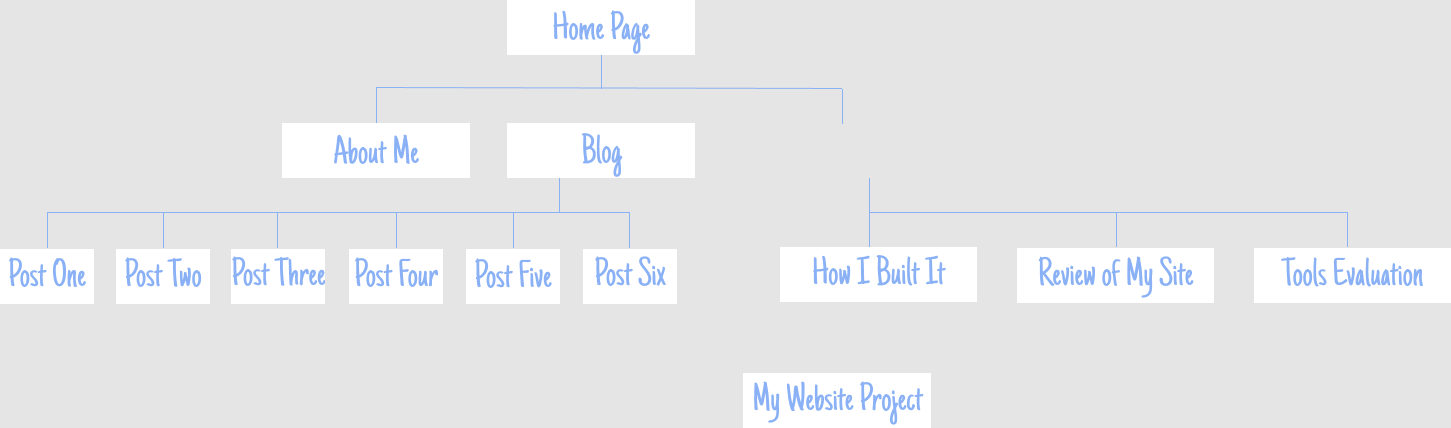 Home Page
About Me
Blog
Post One
Post Two
Post Three
Post Four
Post Five
Post Six
How I Built It
Review of My Site
Tools Evaluation
My Website Project